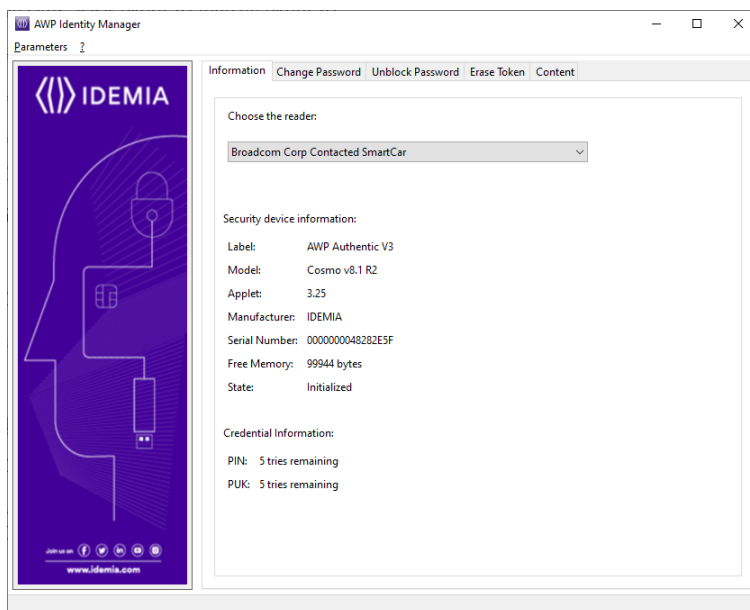 AWP Identity Manager
Parameters ?
IDEMIA
Join us on
www.idemia.com
Information Change Password Unblock Password Erase Token Content
Choose the reader:
Broadcom Corp Contacted SmartCar
Security device information:
Label: AWP Authentic V3
Model: Cosmo v8.1 R2
Applet: 3.25
Manufacturer: IDEMIA
Serial Number: 0000000048282E5F
Free Memory: 99944 bytes
State: Initialized
Credential Information:
PIN: 5 tries remaining
PUK: 5 tries remaining